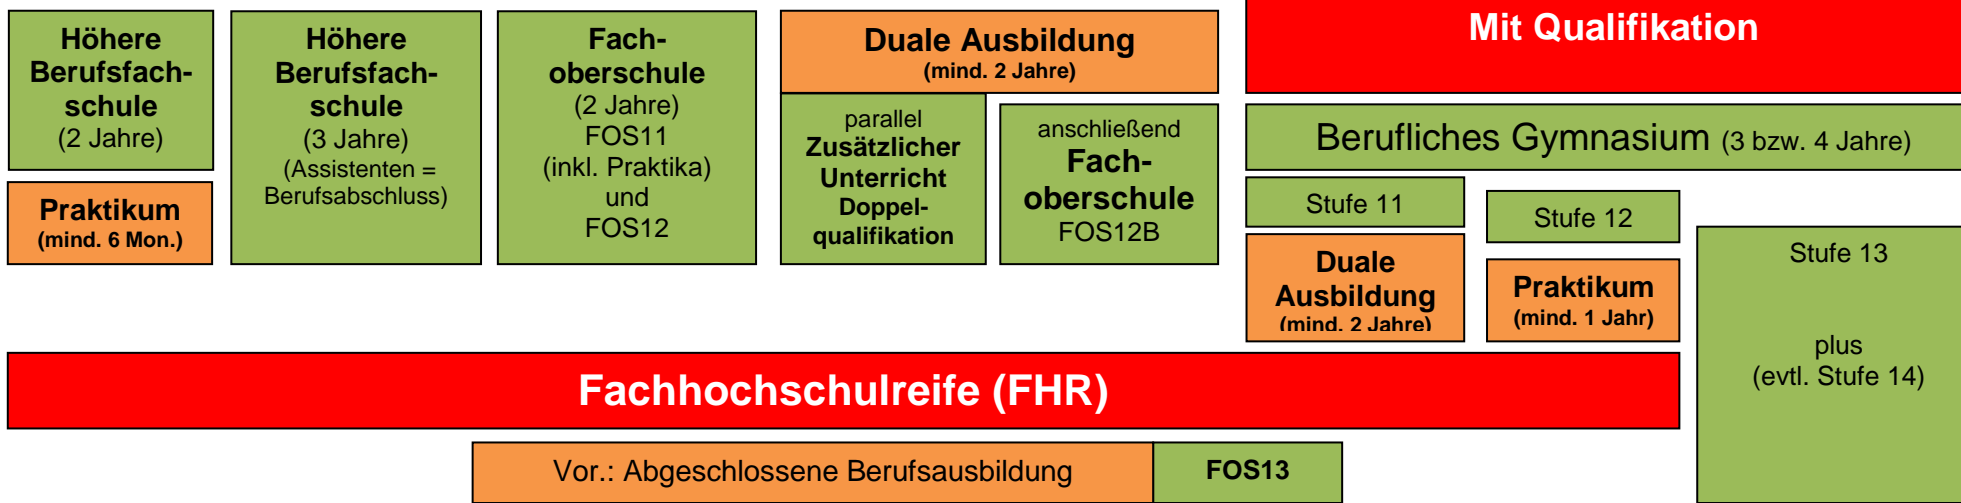 Höhere
Berufsfach-
schule
(2 Jahre)
Praktikum
(mind. 6 Mon.)
Höhere
Berufsfach-
schule
(3 Jahre)
(Assistenten =
Berufsabschluss)
Fach-
oberschule
(2 Jahre)
FOS11
(inkl. Praktika)
und
FOS12
Duale Ausbildung
(mind. 2 Jahre)
parallel
Zusätzlicher
Unterricht
Doppel-
qualifikation
anschließend
Fach-
oberschule
FOS12B
Mit Qualifikation
Berufliches Gymnasium (3 bzw. 4 Jahre)
Stufe 11
Duale
Ausbildung
(mind. 2 Jahre)
Stufe 12
Praktikum
(mind. 1 Jahr)
Stufe 13
plus
(evtl. Stufe 14)
Fachhochschulreife (FHR)
Vor.: Abgeschlossene Berufsausbildung
FOS13